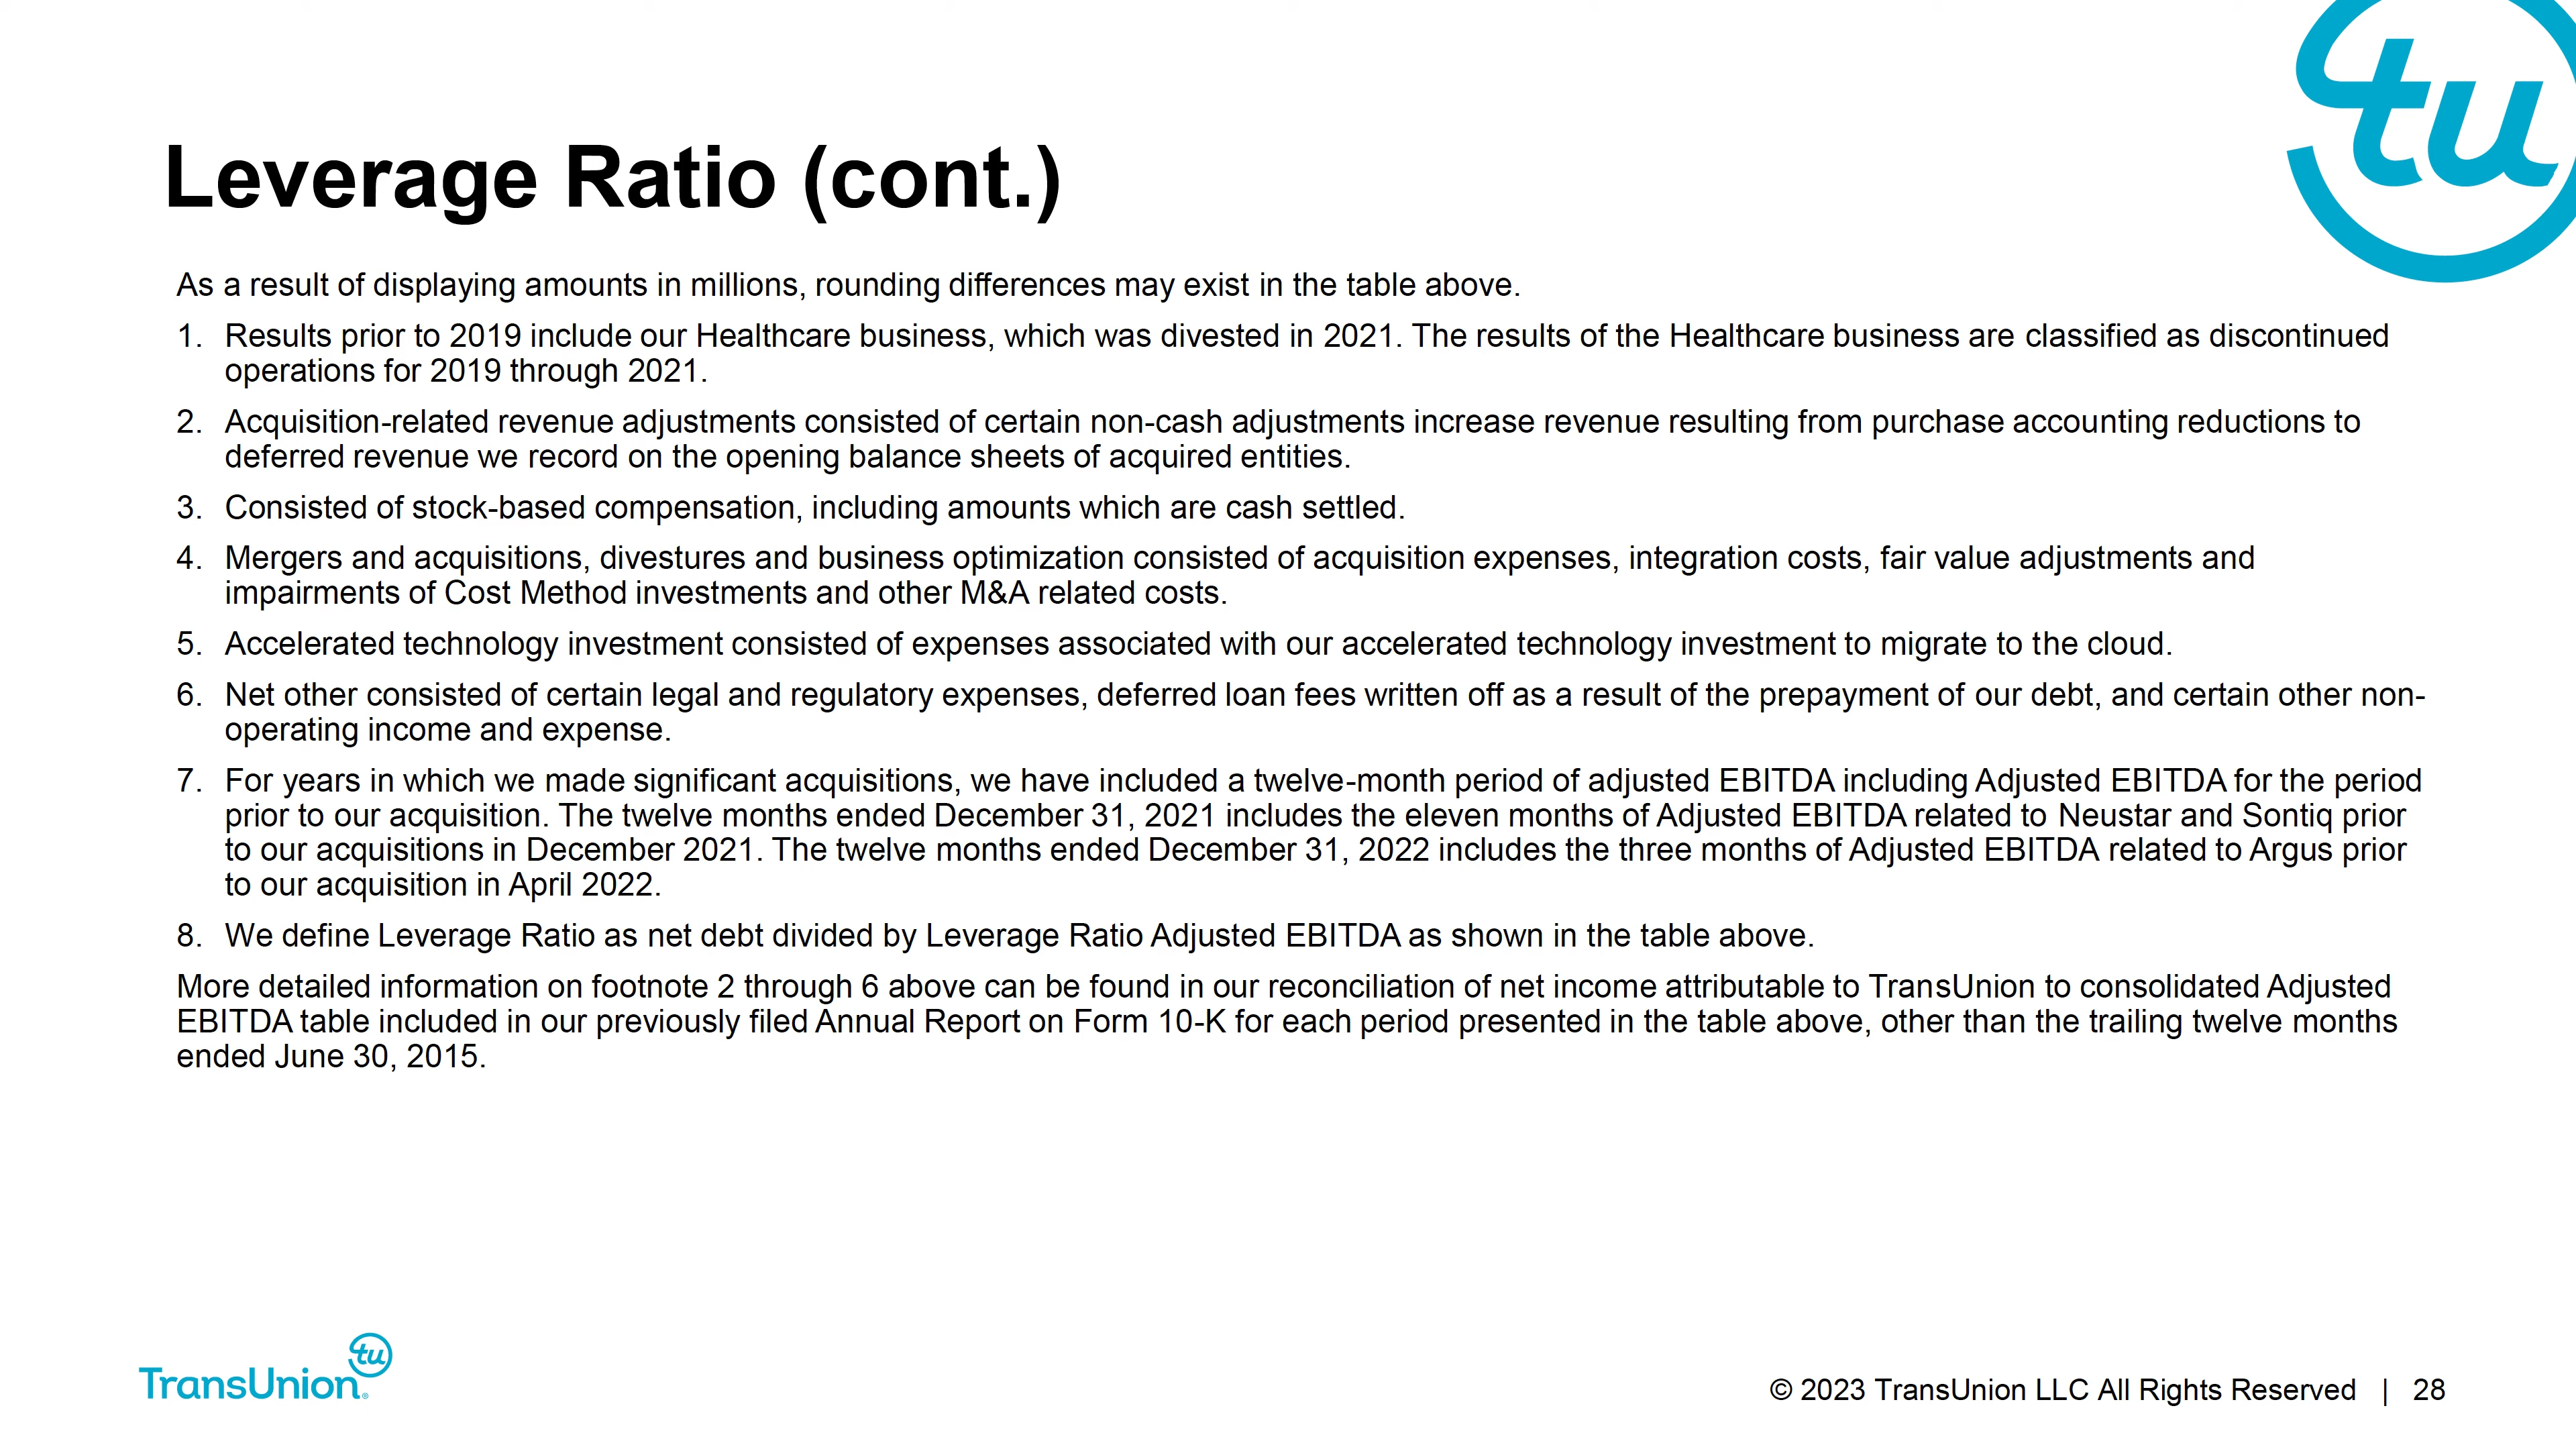 tu
Leverage Ratio (cont.)
As a result of displaying amounts in millions, rounding differences may exist in the table above.
1. Results prior to 2019 include our Healthcare business, which was divested in 2021. The results of the Healthcare business are classified as discontinued
operations for 2019 through 2021.
2. Acquisition-related revenue adjustments consisted of certain non-cash adjustments increase revenue resulting from purchase accounting reductions to
deferred revenue we record on the opening balance sheets of acquired entities.
3. Consisted of stock-based compensation, including amounts which are cash settled.
4. Mergers and acquisitions, divestures and business optimization consisted of acquisition expenses, integration costs, fair value adjustments and
impairments of Cost Method investments and other M&A related costs.
5. Accelerated technology investment consisted of expenses associated with our accelerated technology investment to migrate to the cloud.
6. Net other consisted of certain legal and regulatory expenses, deferred loan fees written off as a result of the prepayment of our debt, and certain other non-
operating income and expense.
7. For years in which we made significant acquisitions, we have included a twelve-month period of adjusted EBITDA including Adjusted EBITDA for the period
prior to our acquisition. The twelve months ended December 31, 2021 includes the eleven months of Adjusted EBITDA related to Neustar and Sontiq prior
to our acquisitions in December 2021. The twelve months ended December 31, 2022 includes the three months of Adjusted EBITDA related to Argus prior
to our acquisition in April 2022.
8. We define Leverage Ratio as net debt divided by Leverage Ratio Adjusted EBITDA as shown in the table above.
More detailed information on footnote 2 through 6 above can be found in our reconciliation of net income attributable to TransUnion to consolidated Adjusted
EBITDA table included in our previously filed Annual Report on Form 10-K for each period presented in the table above, other than the trailing twelve months
ended June 30, 2015.
tu
TransUnion®
© 2023 TransUnion LLC All Rights Reserved | 28